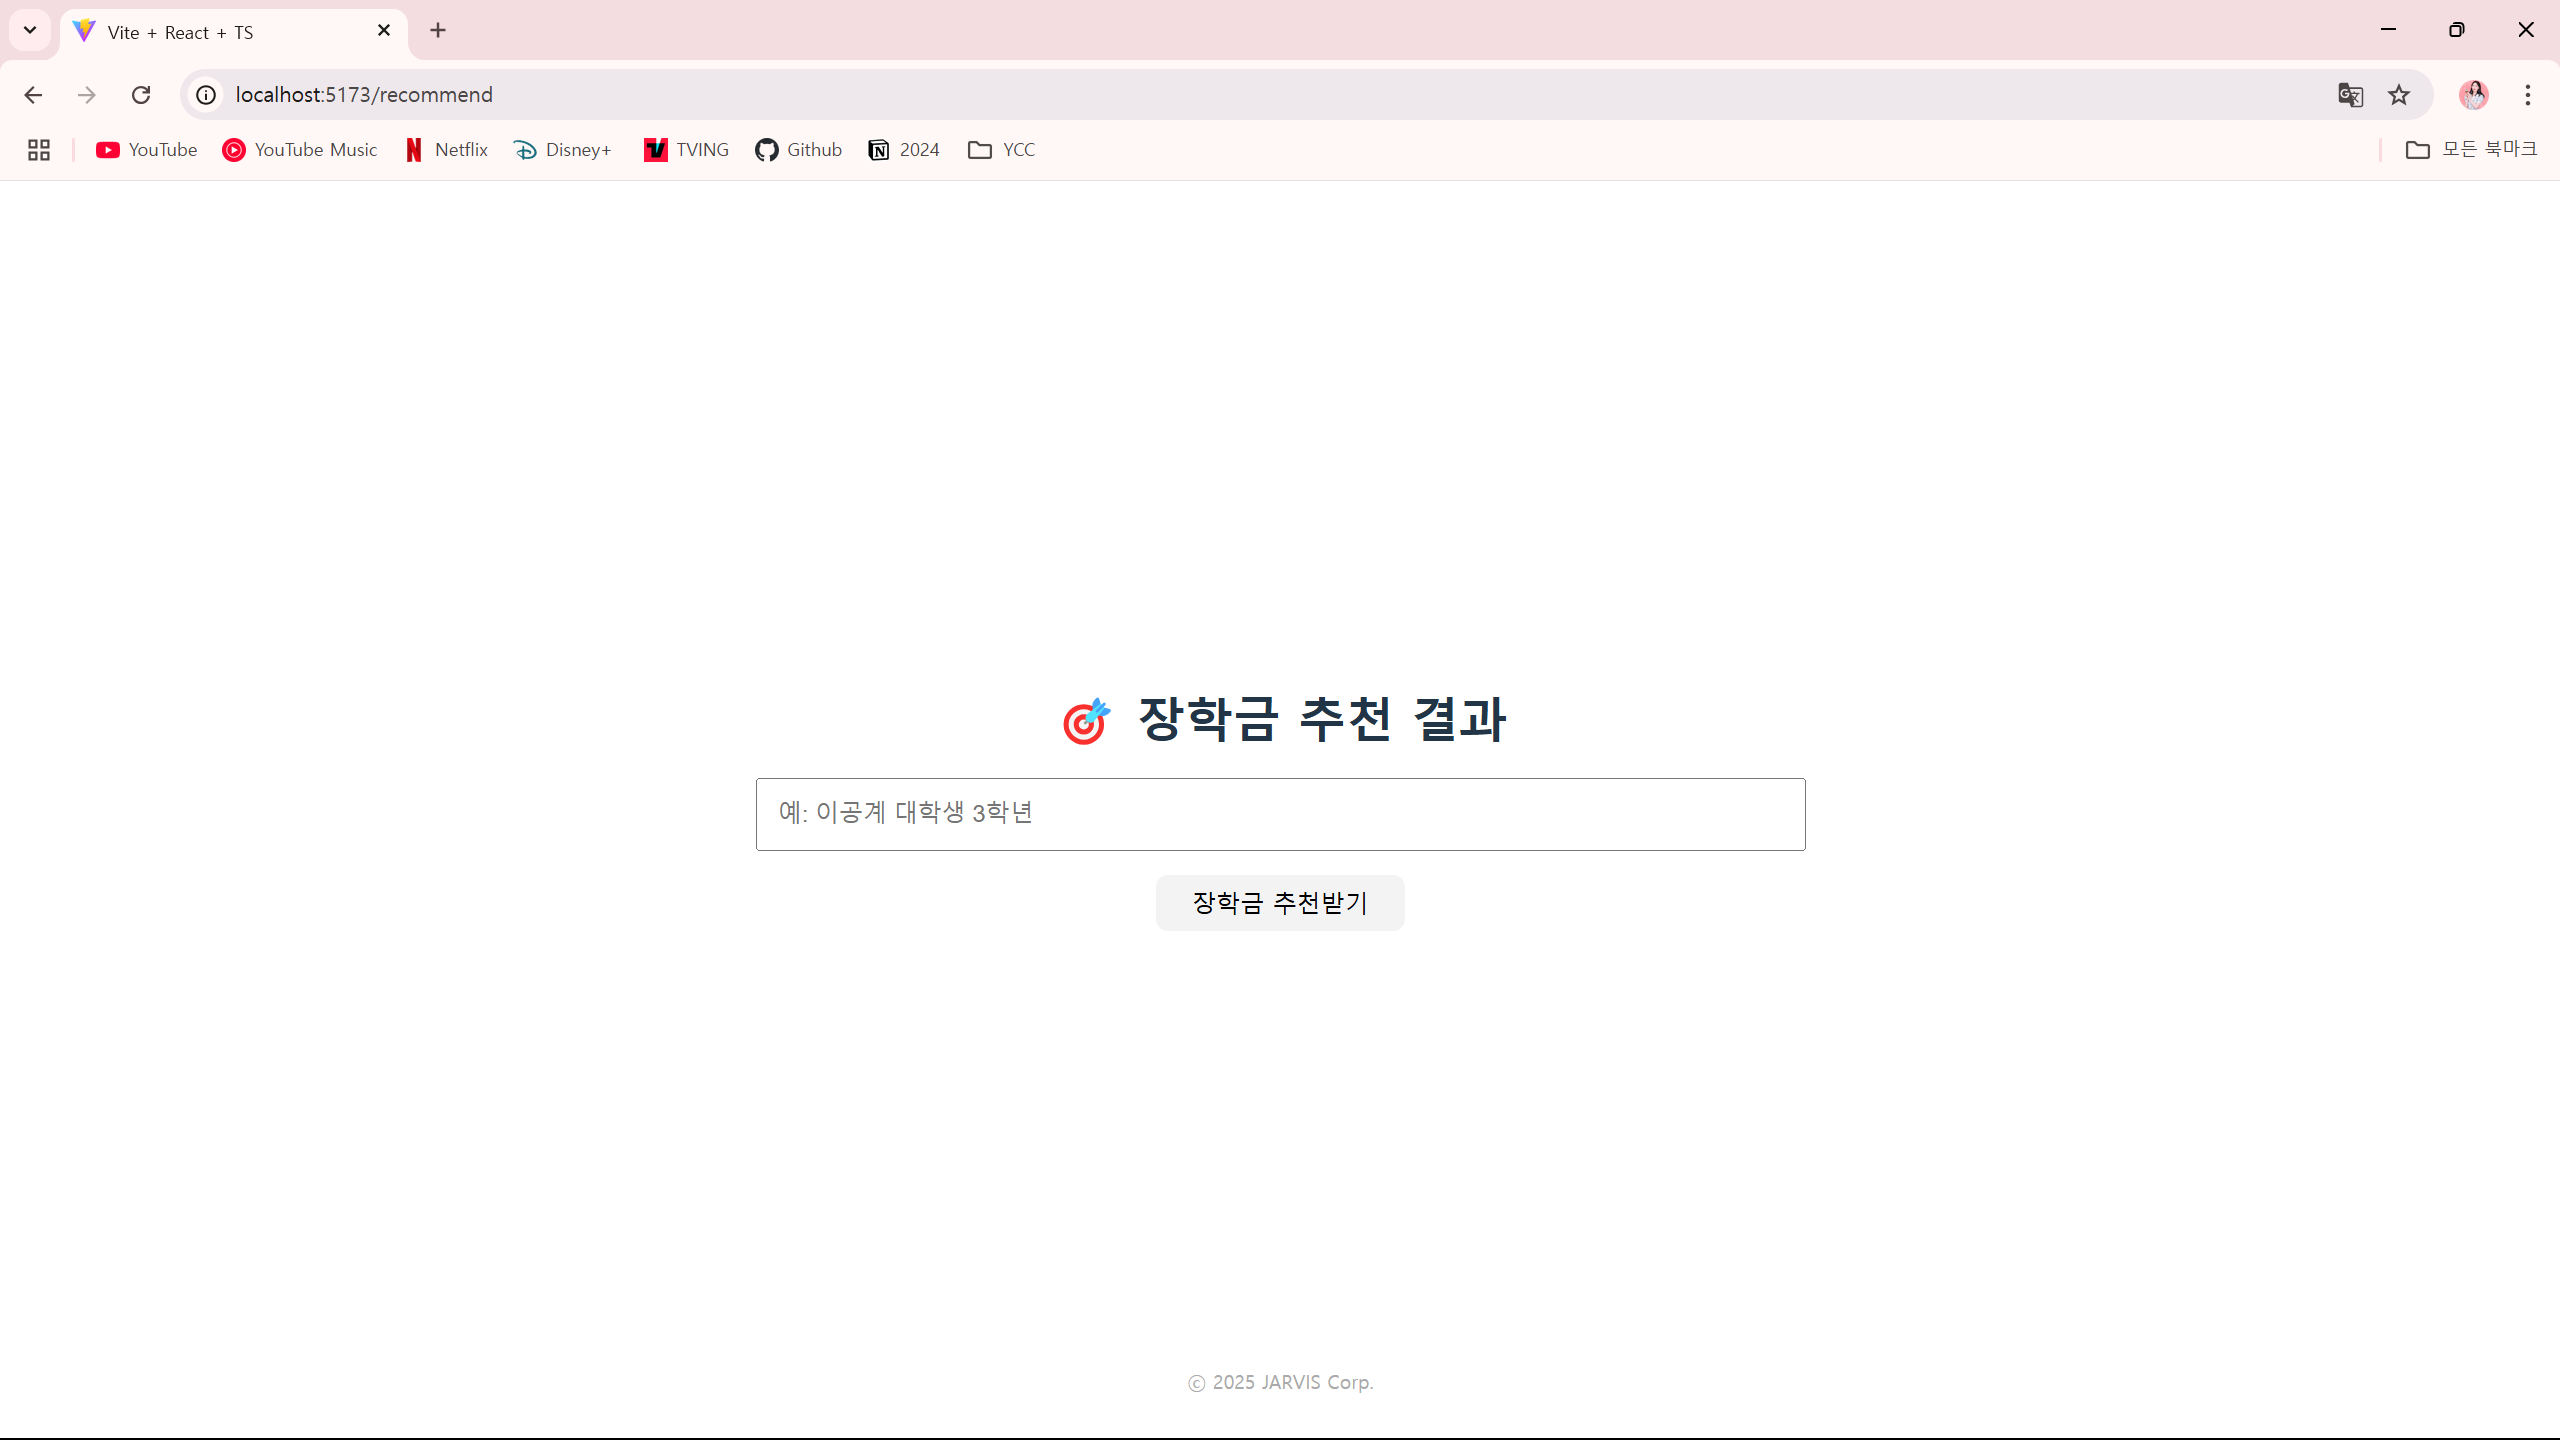 Vite + React + TS
localhost:5173/recommend
YouTube YouTube Music Netflix Disney+ TVING Github 2024 YCC 모든 북마크
🎯 장학금 추천 결과
예: 이공계 대학생 3학년
장학금 추천받기
© 2025 JARVIS Corp.